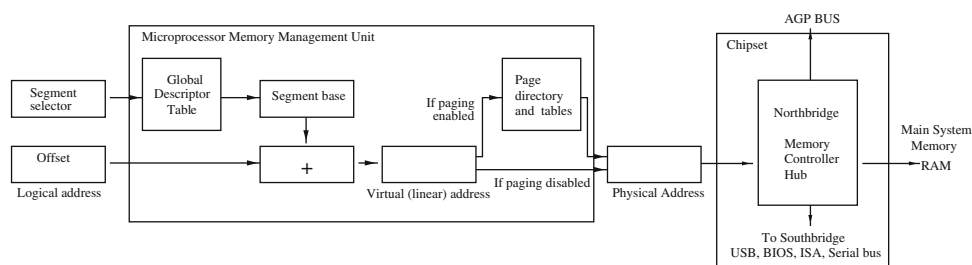 AGP BUS
Microprocessor Memory Management Unit
Chipset
Segment
selector
Global
Descriptor
Table
Segment base
Page
directory
and tables
If paging
enabled
Northbridge
Memory
Controller
Hub
Main System
Memory
RAM
Offset
Logical address
+
Virtual (linear) address
If paging disabled
Physical Address
To Southbridge
USB, BIOS, ISA, Serial bus